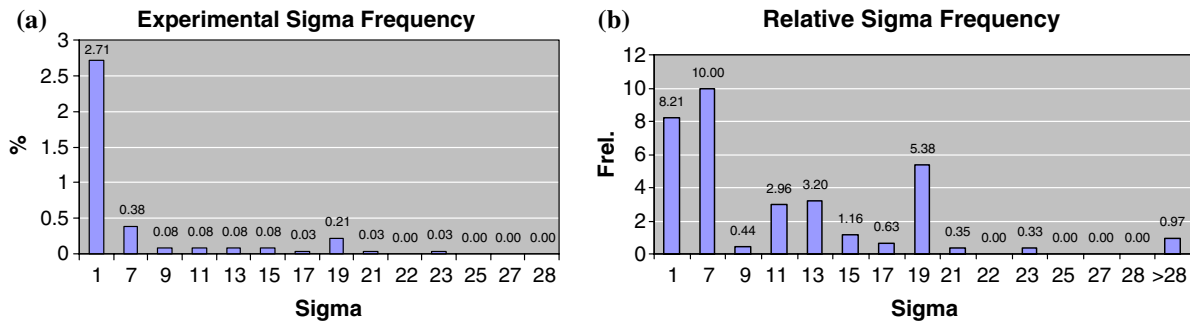 (a) Experimental Sigma Frequency
3
2.5
2
1.5
1
0.5
0
%
2.71 0.38 0.08 0.08 0.08 0.08 0.03 0.21 0.03 0.00 0.03 0.00 0.00 0.00
1 7 9 11 13 15 17 19 21 22 23 25 27 28
Sigma
(b) Relative Sigma Frequency
12
10
8
6
4
2
0
Frel.
8.21 10.00 0.44 2.96 3.20 1.16 0.63 5.38 0.35 0.00 0.33 0.00 0.00 0.00 0.97
1 7 9 11 13 15 17 19 21 22 23 25 27 28 >28
Sigma